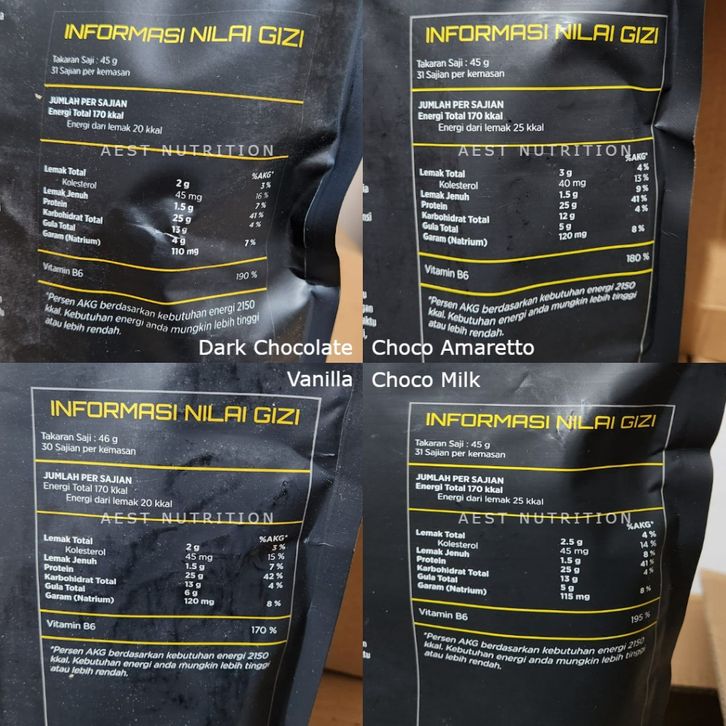 INFORMASI NILAI GIZI
Takaran Saji : 45 g
31 Sajian per kemasan
JUMLAH PER SAJIAN
Energi Total 170 kkal
Energi dari lemak 20 kkal
AEST NUTRITION
%AKG*
Lemak Total 2 g 3 %
Kolesterol 45 mg 16 %
Lemak Jenuh 1.5 g 7 %
Protein 25 g 41 %
Karbohidrat Total 13 g 4 %
Gula Total 4 g
Garam (Natrium) 110 mg 7 %
Vitamin B6 190 %
*Persen AKG berdasarkan kebutuhan energi 2150
kkal. Kebutuhan energi anda mungkin lebih tinggi
atau lebih rendah.
Dark Chocolate
INFORMASI NILAI GIZI
Takaran Saji : 45 g
31 Sajian per kemasan
JUMLAH PER SAJIAN
Energi Total 170 kkal
Energi dari lemak 25 kkal
AEST NUTRITION
%AKG*
Lemak Total 3 g 4 %
Kolesterol 40 mg 13 %
Lemak Jenuh 1.5 g 9 %
Protein 25 g 41 %
Karbohidrat Total 12 g 4 %
Gula Total 5 g
Garam (Natrium) 120 mg 8 %
Vitamin B6 180 %
*Persen AKG berdasarkan kebutuhan energi 2150
kkal. Kebutuhan energi anda mungkin lebih tinggi
atau lebih rendah.
Choco Amaretto
Vanilla
INFORMASI NILAI GIZI
Takaran Saji : 46 g
30 Sajian per kemasan
JUMLAH PER SAJIAN
Energi Total 170 kkal
Energi dari lemak 20 kkal
AEST NUTRITION
%AKG*
Lemak Total 2 g 3 %
Kolesterol 45 mg 15 %
Lemak Jenuh 1.5 g 7 %
Protein 25 g 42 %
Karbohidrat Total 13 g 4 %
Gula Total 6 g
Garam (Natrium) 120 mg 8 %
Vitamin B6 170 %
*Persen AKG berdasarkan kebutuhan energi 2150
kkal. Kebutuhan energi anda mungkin lebih tinggi
atau lebih rendah.
Choco Milk
INFORMASI NILAI GIZI
Takaran Saji : 45 g
31 Sajian per kemasan
JUMLAH PER SAJIAN
Energi Total 170 kkal
Energi dari lemak 25 kkal
AEST NUTRITION
%AKG*
Lemak Total 2.5 g 4 %
Kolesterol 45 mg 14 %
Lemak Jenuh 1.5 g 8 %
Protein 25 g 41 %
Karbohidrat Total 13 g 4 %
Gula Total 5 g
Garam (Natrium) 115 mg 8 %
Vitamin B6 195 %
*Persen AKG berdasarkan kebutuhan energi 2150
kkal. Kebutuhan energi anda mungkin lebih tinggi
atau lebih rendah.